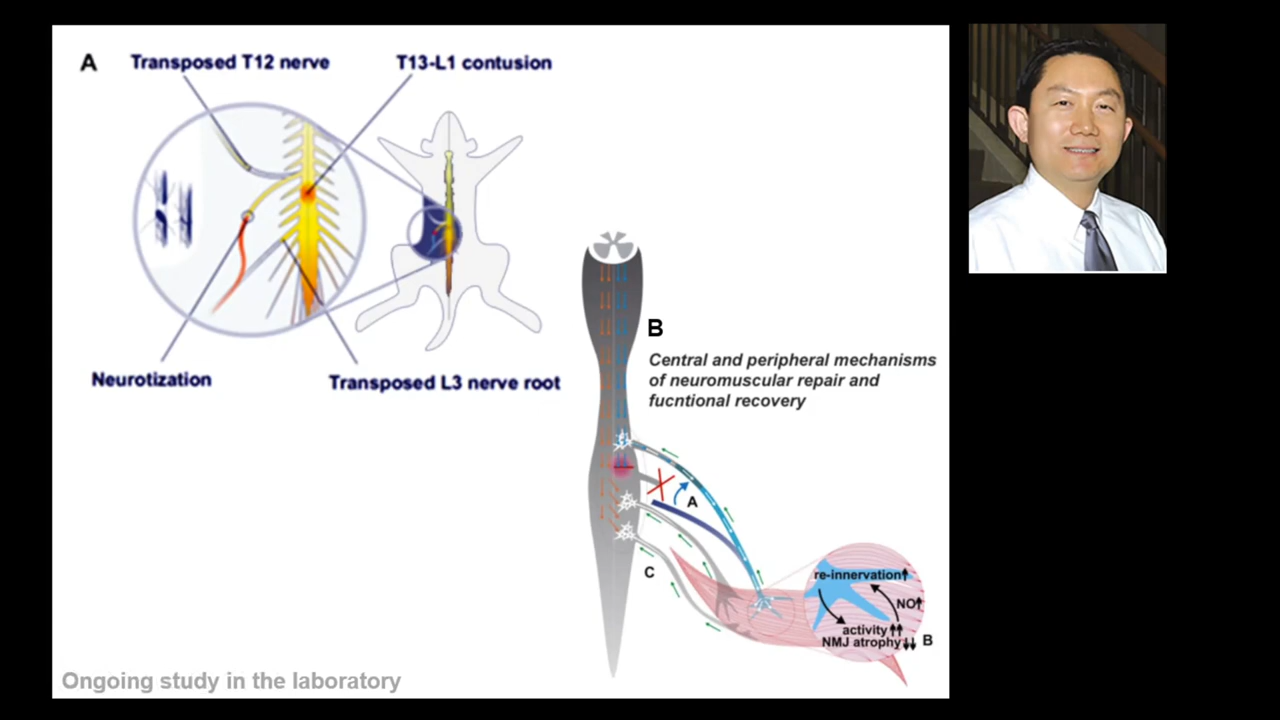 A
Transposed T12 nerve
T13-L1 contusion
Neurotization
Transposed L3 nerve root
B
Central and peripheral mechanisms
of neuromuscular repair and
fucntional recovery
A
C
re-innervation↑
NO↑
activity↑↑
NMJ atrophy↓↓
B
Ongoing study in the laboratory